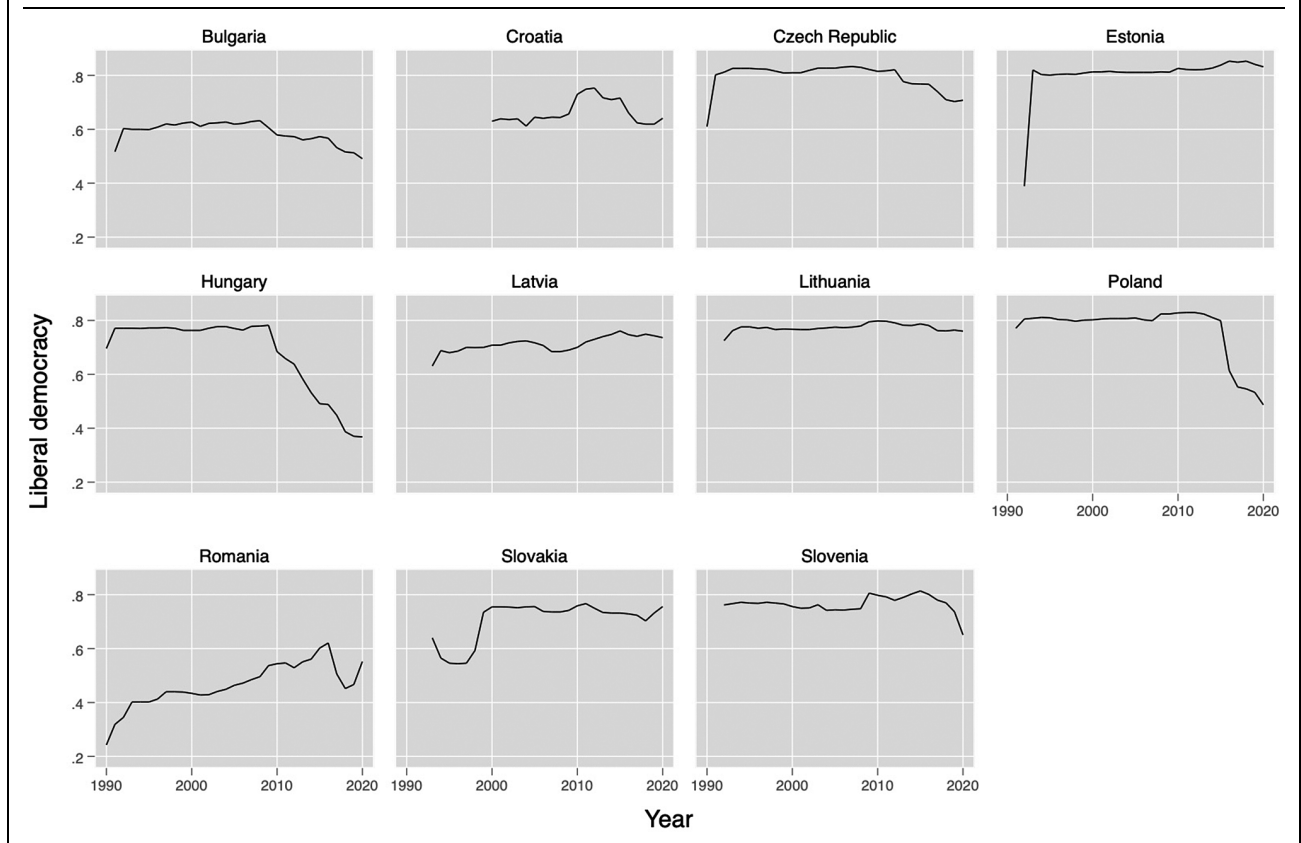 Bulgaria Croatia Czech Republic Estonia
.8
.6
.4
.2
Hungary Latvia Lithuania Poland
.8
.6
.4
.2
1990 2000 2010 2020
Romania Slovakia Slovenia
.8
.6
.4
.2
1990 2000 2010 2020 1990 2000 2010 2020 1990 2000 2010 2020
Liberal democracy
Year